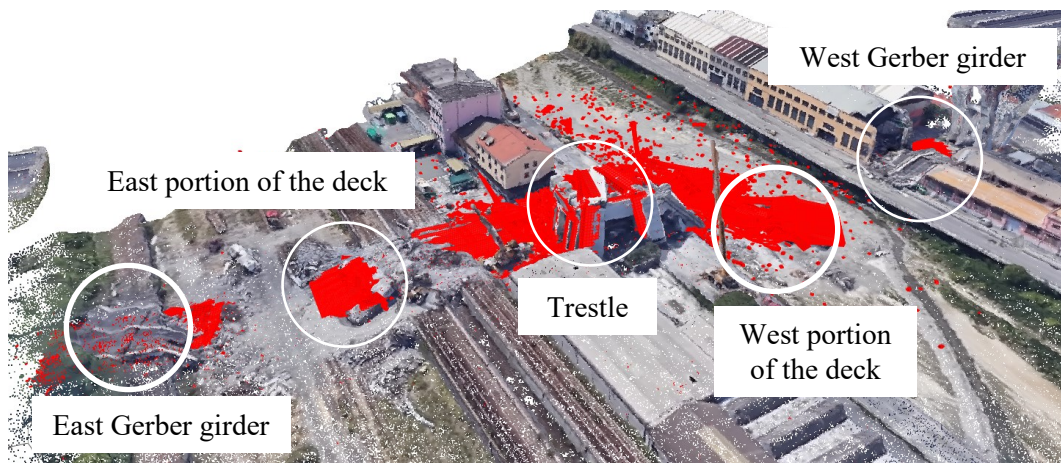 West Gerber girder
East portion of the deck
Trestle
West portion
of the deck
East Gerber girder